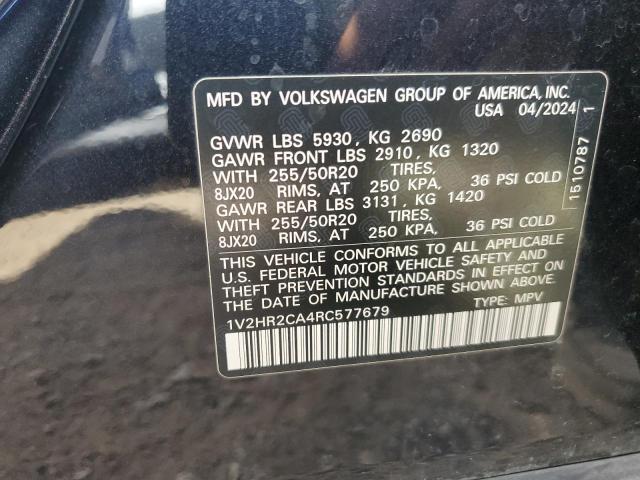 MFD BY VOLKSWAGEN GROUP OF AMERICA, INC.
USA 04/2024
GVWR LBS 5930, KG 2690
GAWR FRONT LBS 2910, KG 1320
WITH 255/50R20 TIRES,
8JX20 RIMS, AT 250 KPA, 36 PSI COLD
GAWR REAR LBS 3131, KG 1420
WITH 255/50R20 TIRES,
8JX20 RIMS, AT 250 KPA, 36 PSI COLD
THIS VEHICLE CONFORMS TO ALL APPLICABLE
U.S. FEDERAL MOTOR VEHICLE SAFETY AND
THEFT PREVENTION STANDARDS IN EFFECT ON
THE DATE OF MANUFACTURE SHOWN ABOVE.
1V2HR2CA4RC577679 TYPE: MPV
1510787 1